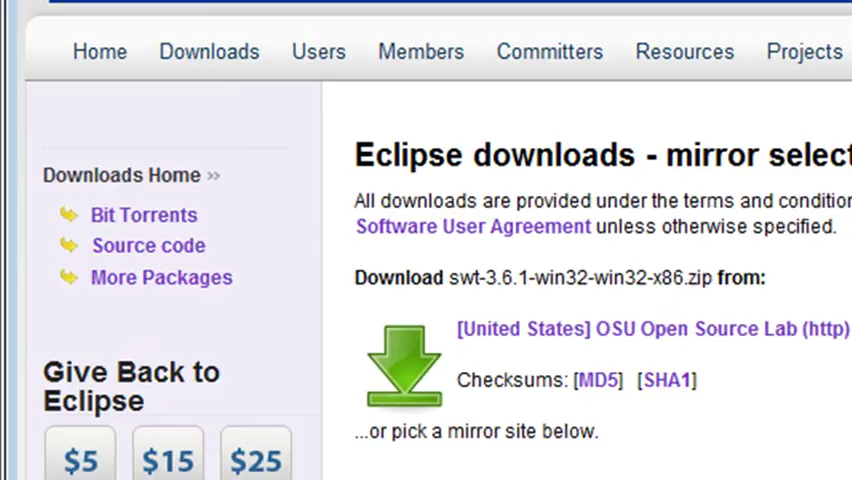 Home Downloads Users Members Committers Resources Projects
Downloads Home »
Bit Torrents
Source code
More Packages
Give Back to
Eclipse
$5 $15 $25
Eclipse downloads - mirror select
All downloads are provided under the terms and condition
Software User Agreement unless otherwise specified.
Download swt-3.6.1-win32-win32-x86.zip from:
[United States] OSU Open Source Lab (http)
Checksums: [MD5] [SHA1]
...or pick a mirror site below.